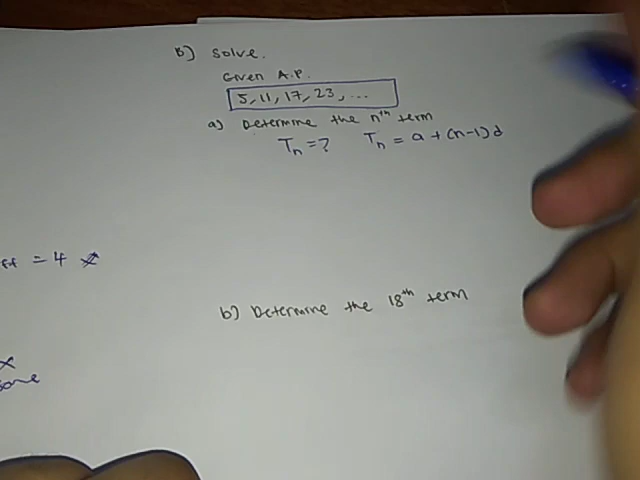 B) Solve.
Given A.P.
5, 11, 17, 23, ...
a) Determine the nth term
Tn = ? Tn = a + (n-1)d
= 4
b) Determine the 18th term